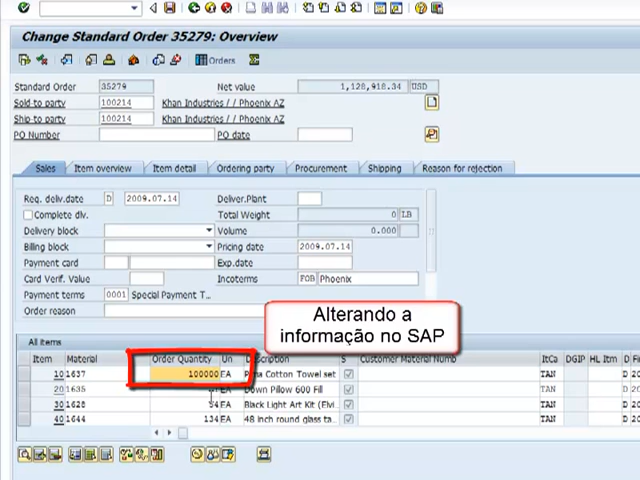 Change Standard Order 35279: Overview
Orders
Standard Order 35279 Net value 1,128,918.34 USD
Sold-to party 100214 Khan Industries / / Phoenix AZ
Ship-to party 100214 Khan Industries / / Phoenix AZ
PO Number PO date
Sales Item overview Item detail Ordering party Procurement Shipping Reason for rejection
Req. deliv.date D 2009.07.14 Deliver.Plant
Complete dlv. Total Weight 0 LB
Delivery block Volume 0.000
Billing block Pricing date 2009.07.14
Payment card Exp.date
Card Verif. Value Incoterms FOB Phoenix
Payment terms 0001 Special Payment T...
Order reason
Alterando a
informação no SAP
All items
Item Material Order Quantity Un Description S Customer Material Numb ItCa DGIP HL Itm D Fi
10 1637 100000 EA Cotton Towel set TAN
20 1635 EA Down Pillow 600 Fill TAN
30 1628 54 EA Black Light Art Kit (Elvi... TAN
40 1644 134 EA 48 inch round glass ta... TAN